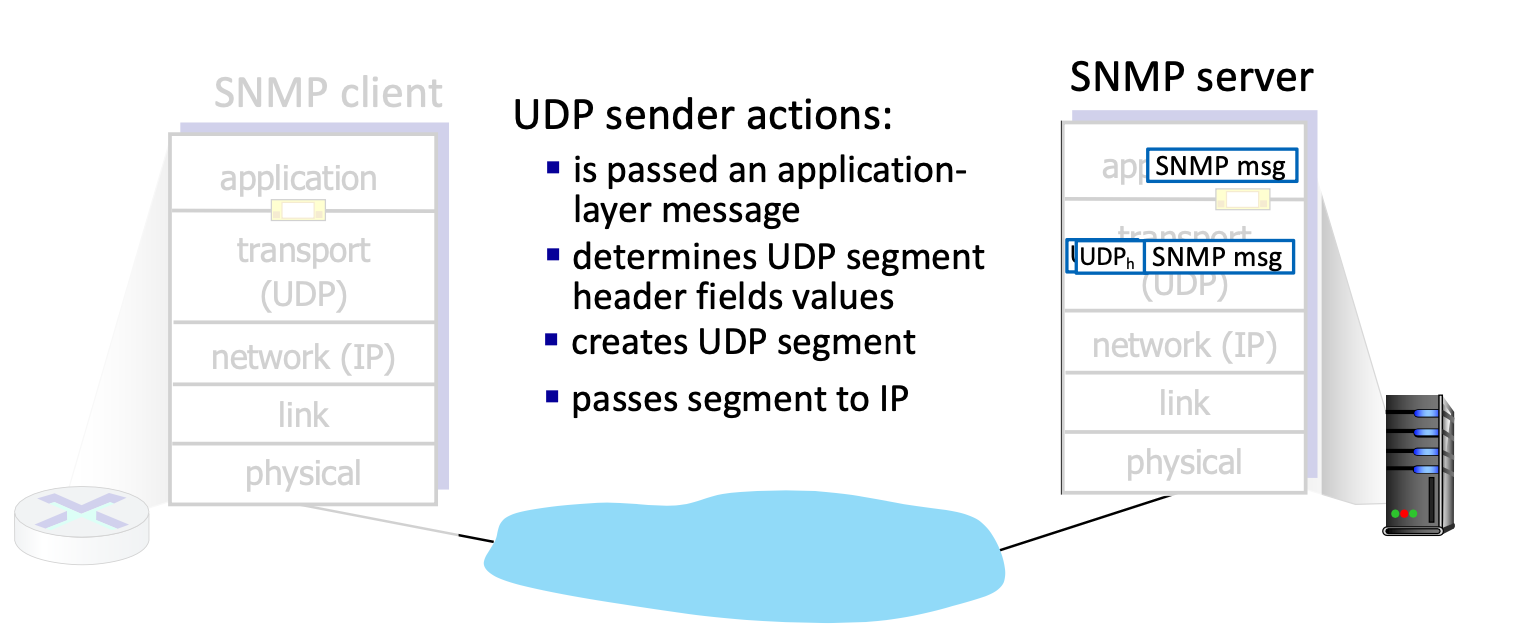 SNMP client
SNMP server
UDP sender actions:
is passed an application-
layer message
determines UDP segment
header fields values
creates UDP segment
passes segment to IP
application
transport
(UDP)
network (IP)
link
physical
SNMP msg
transport
UDPh SNMP msg
(UDP)
network (IP)
link
physical